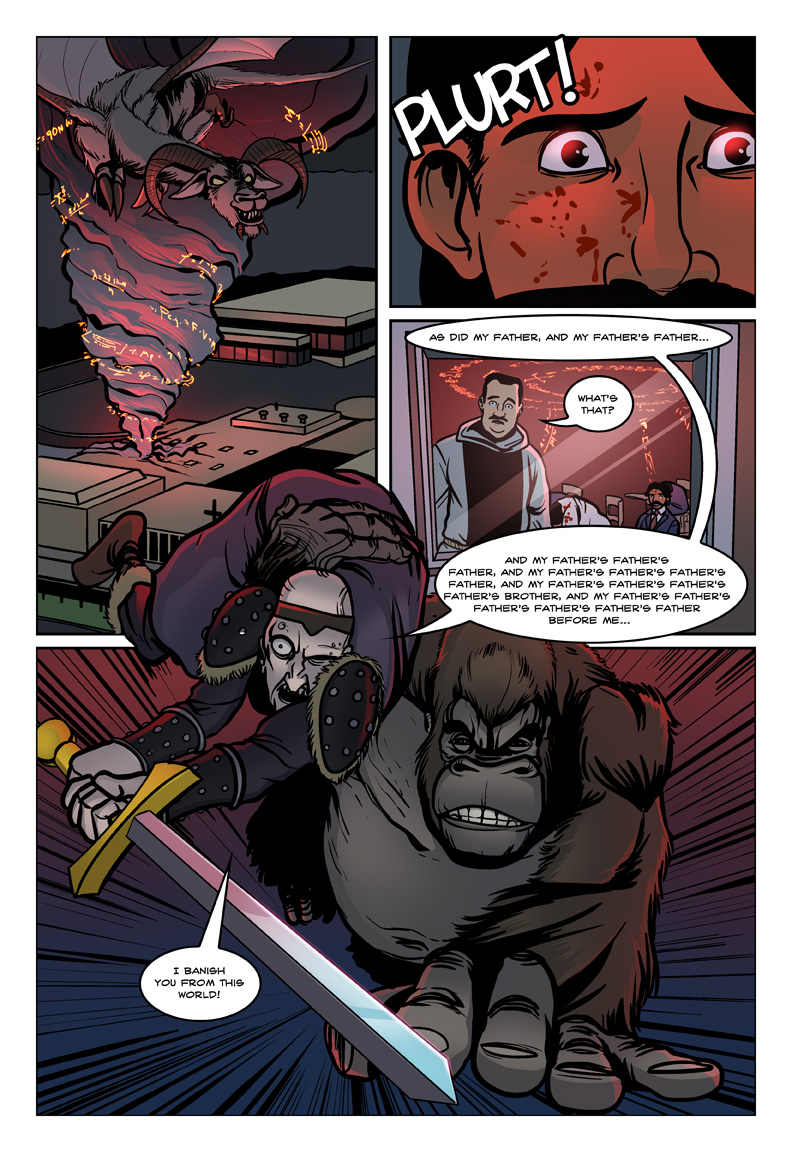 PLURT!
AS DID MY FATHER, AND MY FATHER'S FATHER...
WHAT'S
THAT?
AND MY FATHER'S FATHER'S
FATHER, AND MY FATHER'S FATHER'S FATHER'S
FATHER, AND MY FATHER'S FATHER'S FATHER'S
FATHER'S BROTHER, AND MY FATHER'S FATHER'S
FATHER'S FATHER'S FATHER'S FATHER
BEFORE ME...
I BANISH
YOU FROM THIS
WORLD!